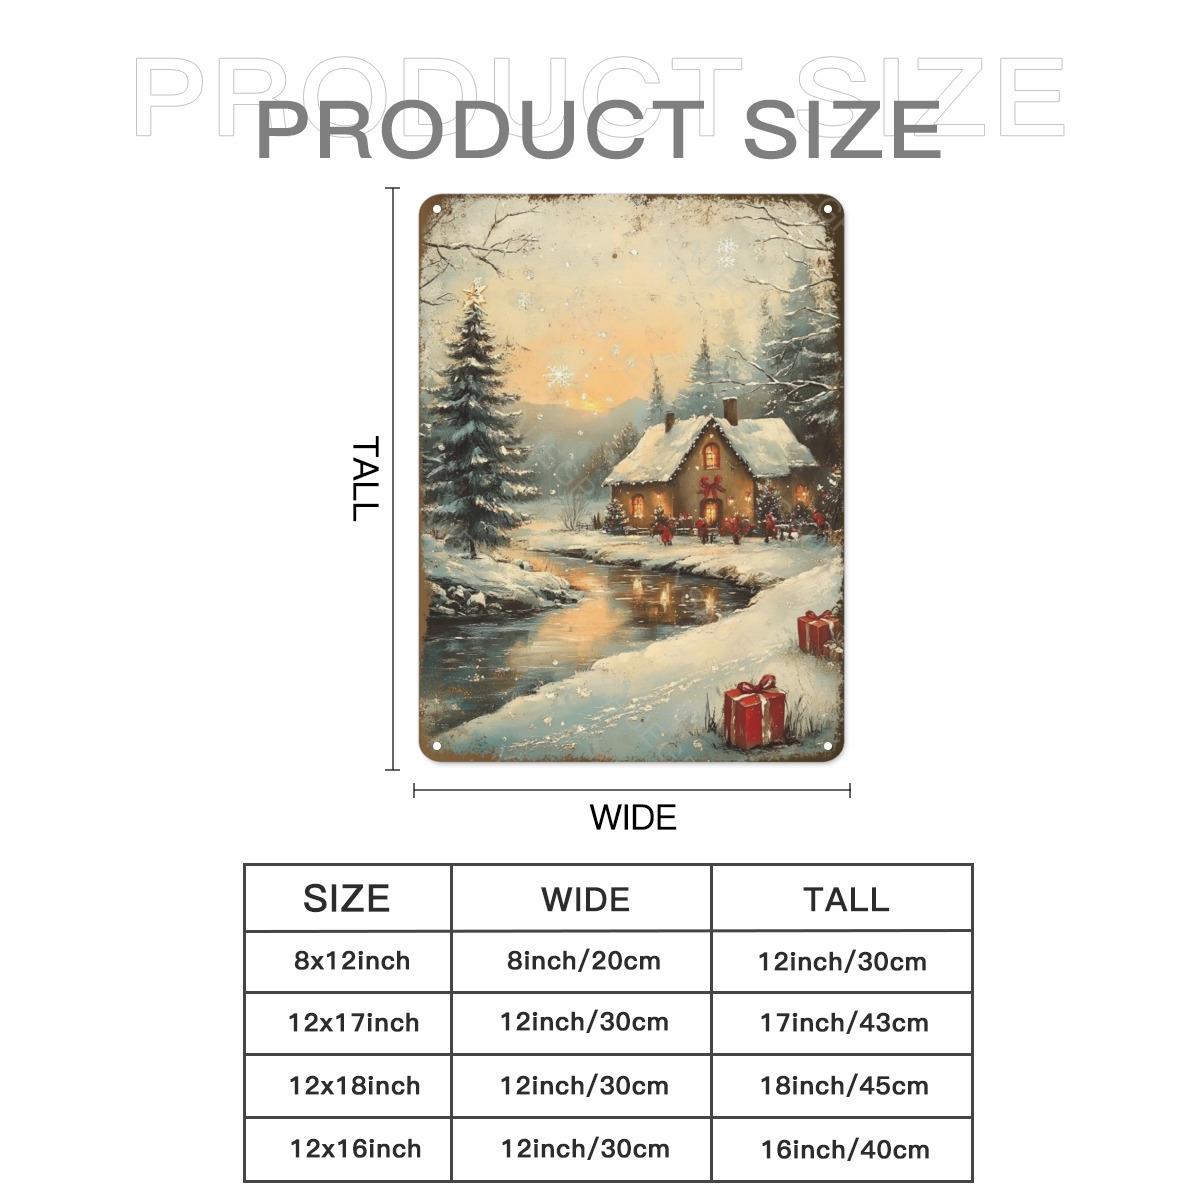 PRODUCT SIZE
PRODUCT SIZE
TALL
WIDE
SIZE WIDE TALL
8x12inch 8inch/20cm 12inch/30cm
12x17inch 12inch/30cm 17inch/43cm
12x18inch 12inch/30cm 18inch/45cm
12x16inch 12inch/30cm 16inch/40cm